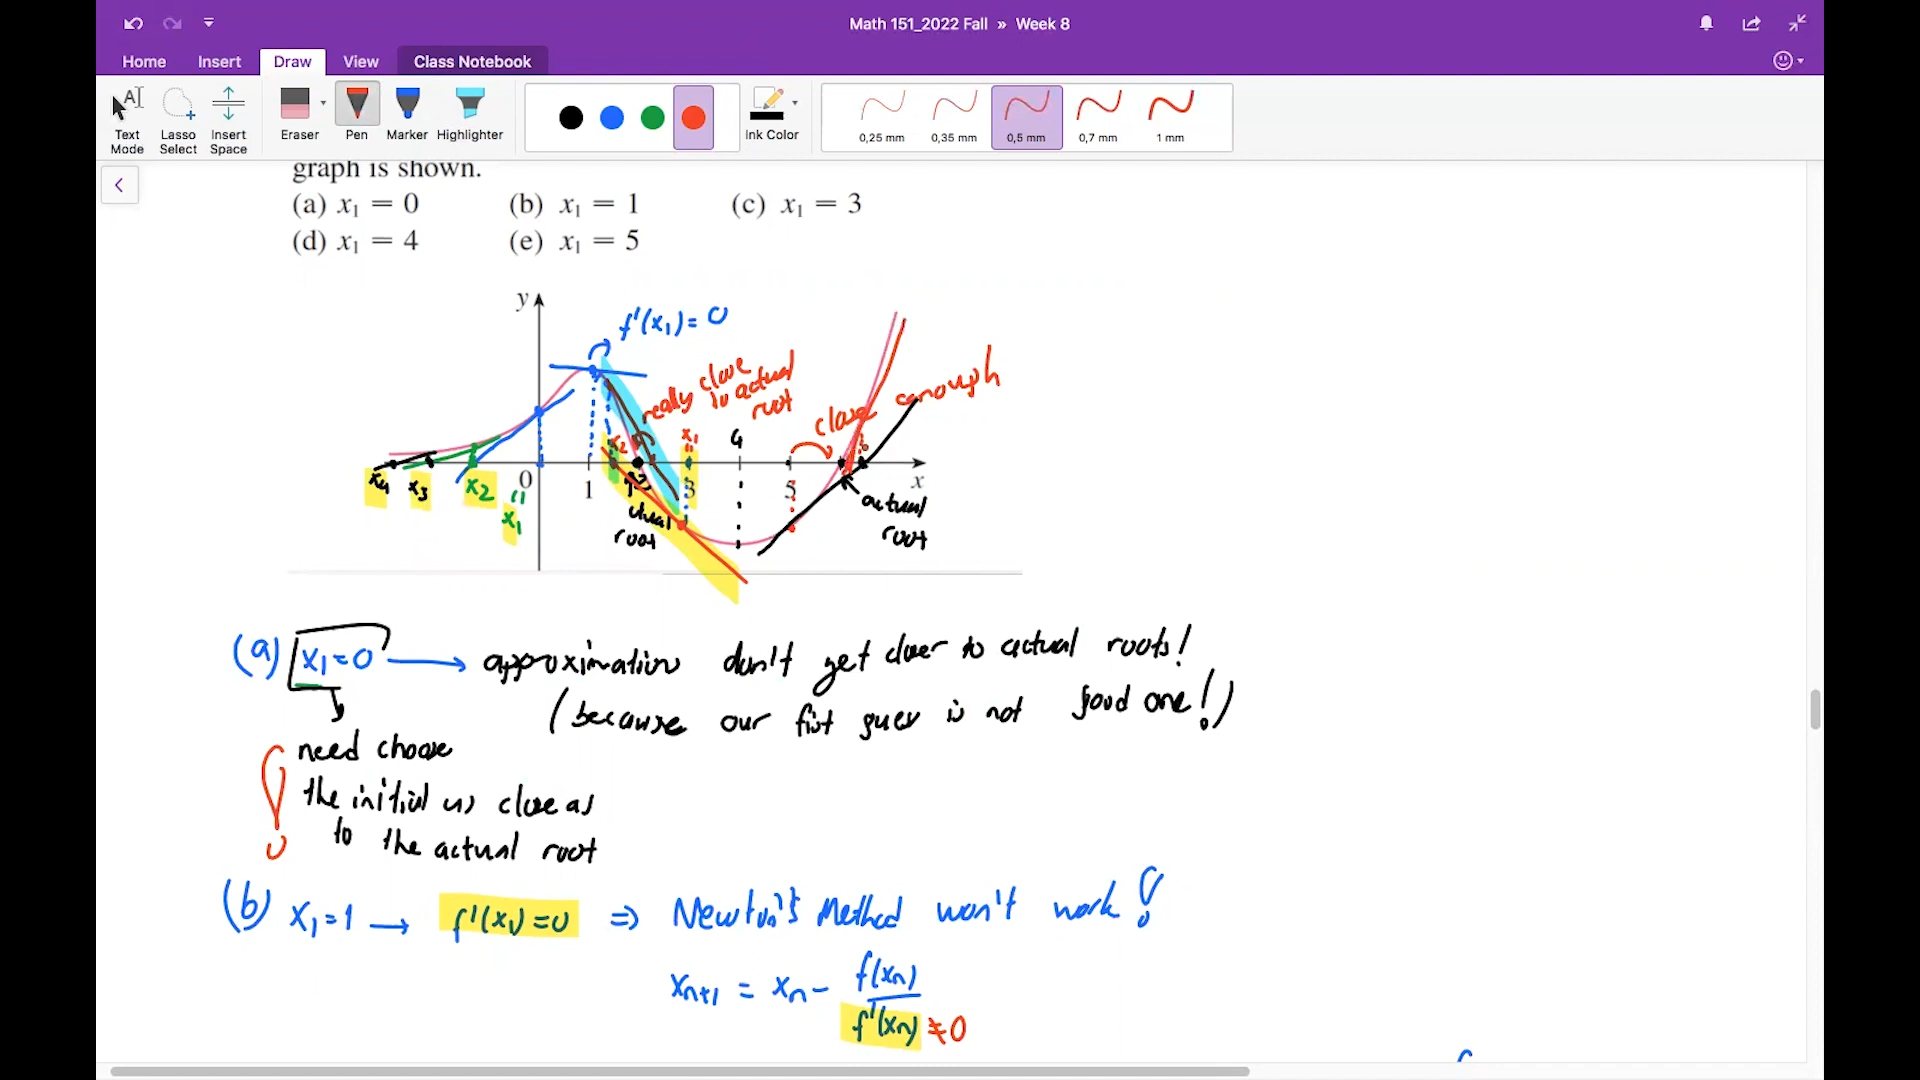 Math 151_2022 Fall » Week 8
Home Insert Draw View Class Notebook
Text Mode
Lasso Select
Insert Space
Eraser
Pen
Marker
Highlighter
Ink Color
0,25 mm
0,35 mm
0,5 mm
0,7 mm
1 mm
graph is shown.
(a) x₁ = 0 (b) x₁ = 1 (c) x₁ = 3
(d) x₁ = 4 (e) x₁ = 5
y
f'(x₁) = 0
really close to actual root
close enough
x₂ x₁ 4
x₄ x₃ x₂ 0 1 3 5 x
x₁
root
actual root
(a) x₁=0 → approximation don't get closer to actual roots!
(because our first guess is not good one!)
need choose
the initial as close as
to the actual root
(b) x₁=1 → f'(x₁)=0 ⇒ Newton's Method won't work!
xₙ₊₁ = xₙ − f(xₙ)
f'(xₙ) ≠0